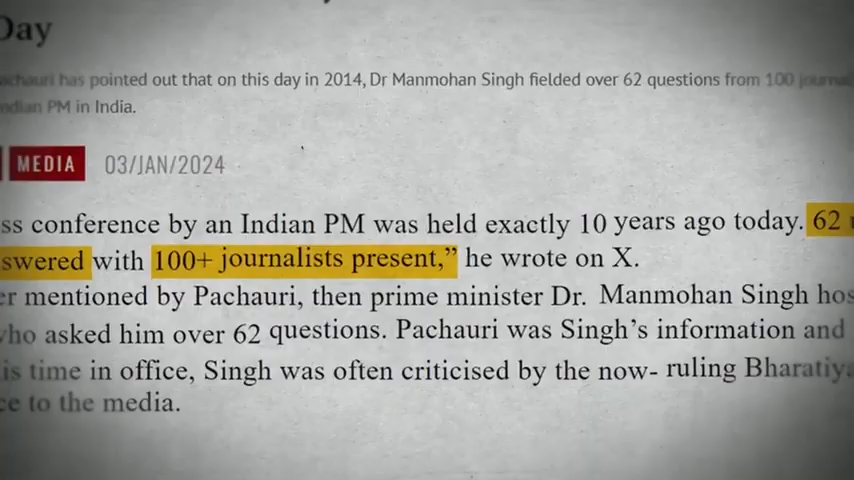 Day
Pachauri has pointed out that on this day in 2014, Dr Manmohan Singh fielded over 62 questions from 100
Indian PM in India.
MEDIA 03/JAN/2024
ss conference by an Indian PM was held exactly 10 years ago today. 62
swered with 100+ journalists present,” he wrote on X.
er mentioned by Pachauri, then prime minister Dr. Manmohan Singh hos
who asked him over 62 questions. Pachauri was Singh’s information and
is time in office, Singh was often criticised by the now- ruling Bharatiya
ce to the media.